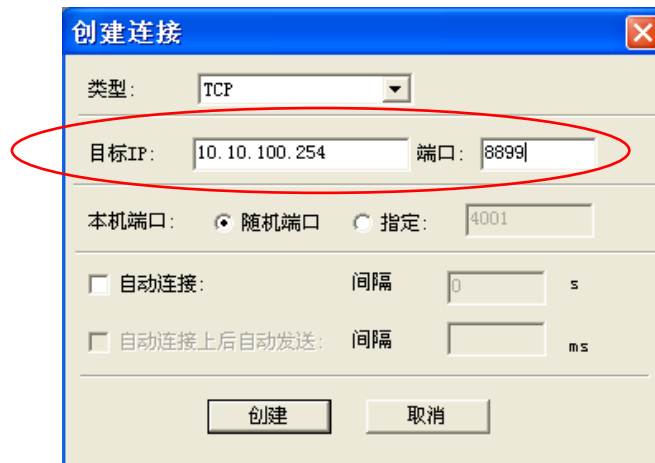 创建连接
类型: TCP
目标IP: 10.10.100.254 端口: 8899
本机端口: 随机端口 指定: 4001
自动连接: 间隔 0 s
自动连接上后自动发送: 间隔 ms
创建 取消